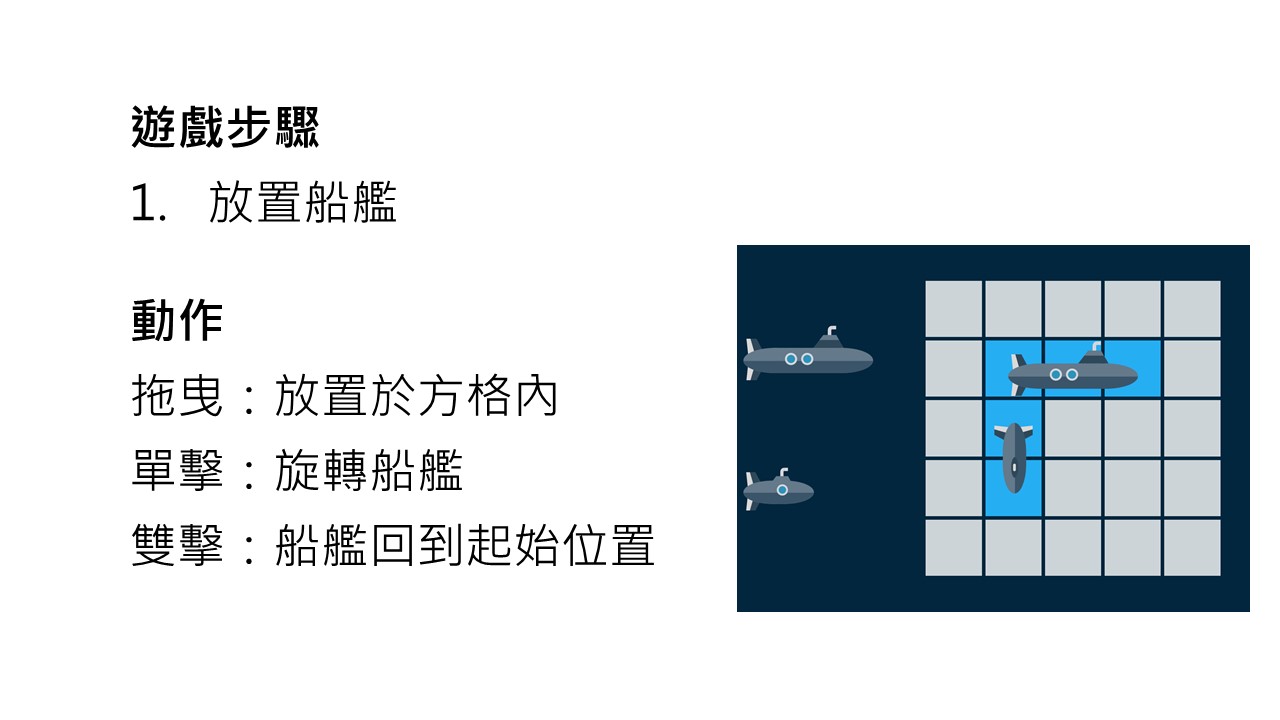 遊戲步驟
1. 放置船艦
動作
拖曳：放置於方格內
單擊：旋轉船艦
雙擊：船艦回到起始位置